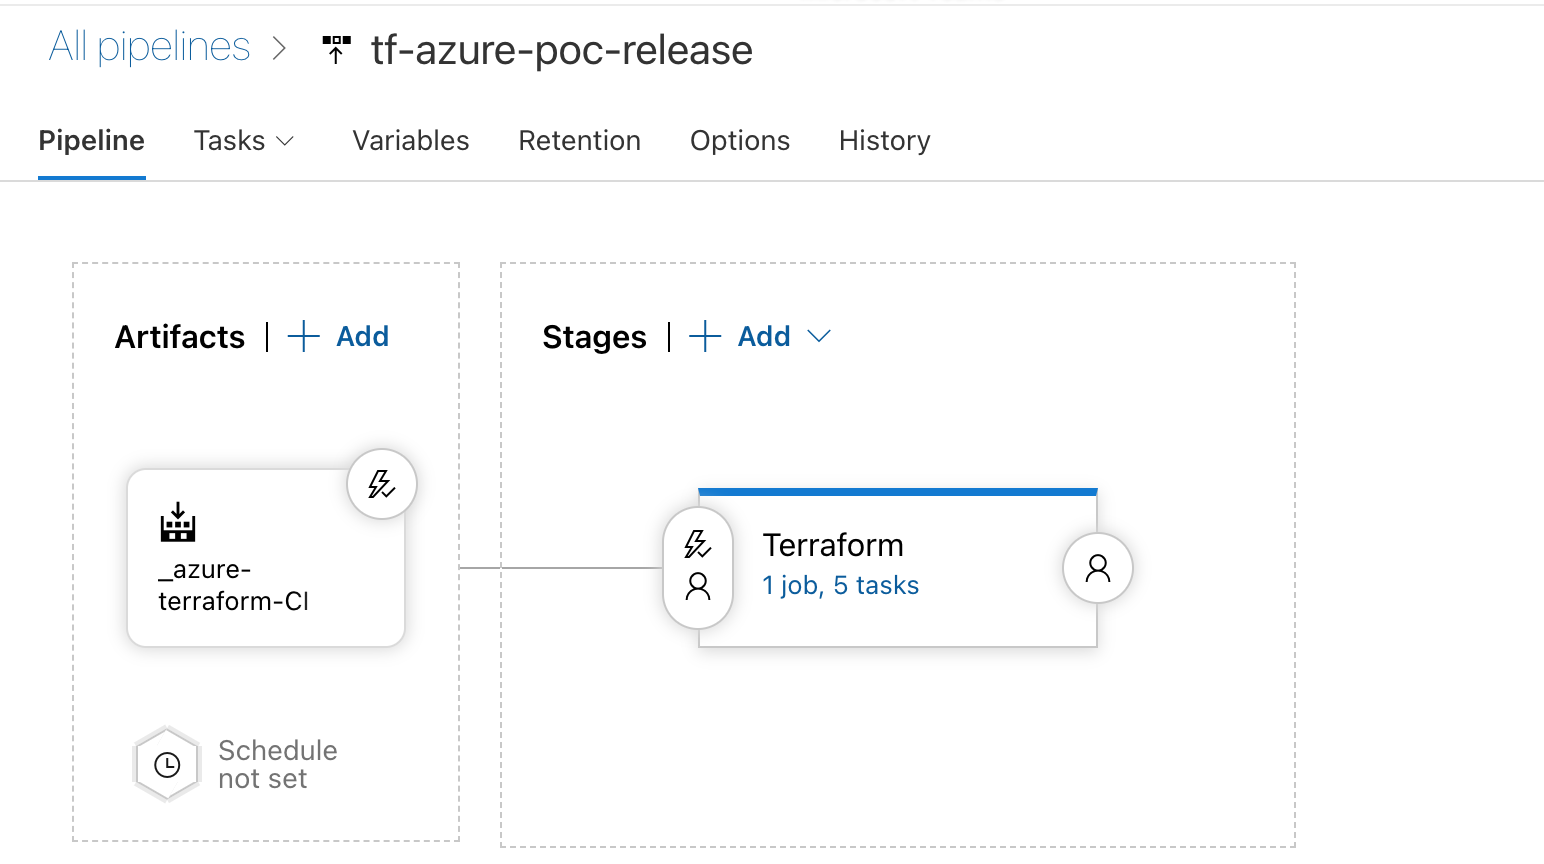 All pipelines > tf-azure-poc-release
Pipeline Tasks Variables Retention Options History
Artifacts | + Add
Stages | + Add
_azure-
terraform-CI
Terraform
1 job, 5 tasks
Schedule
not set